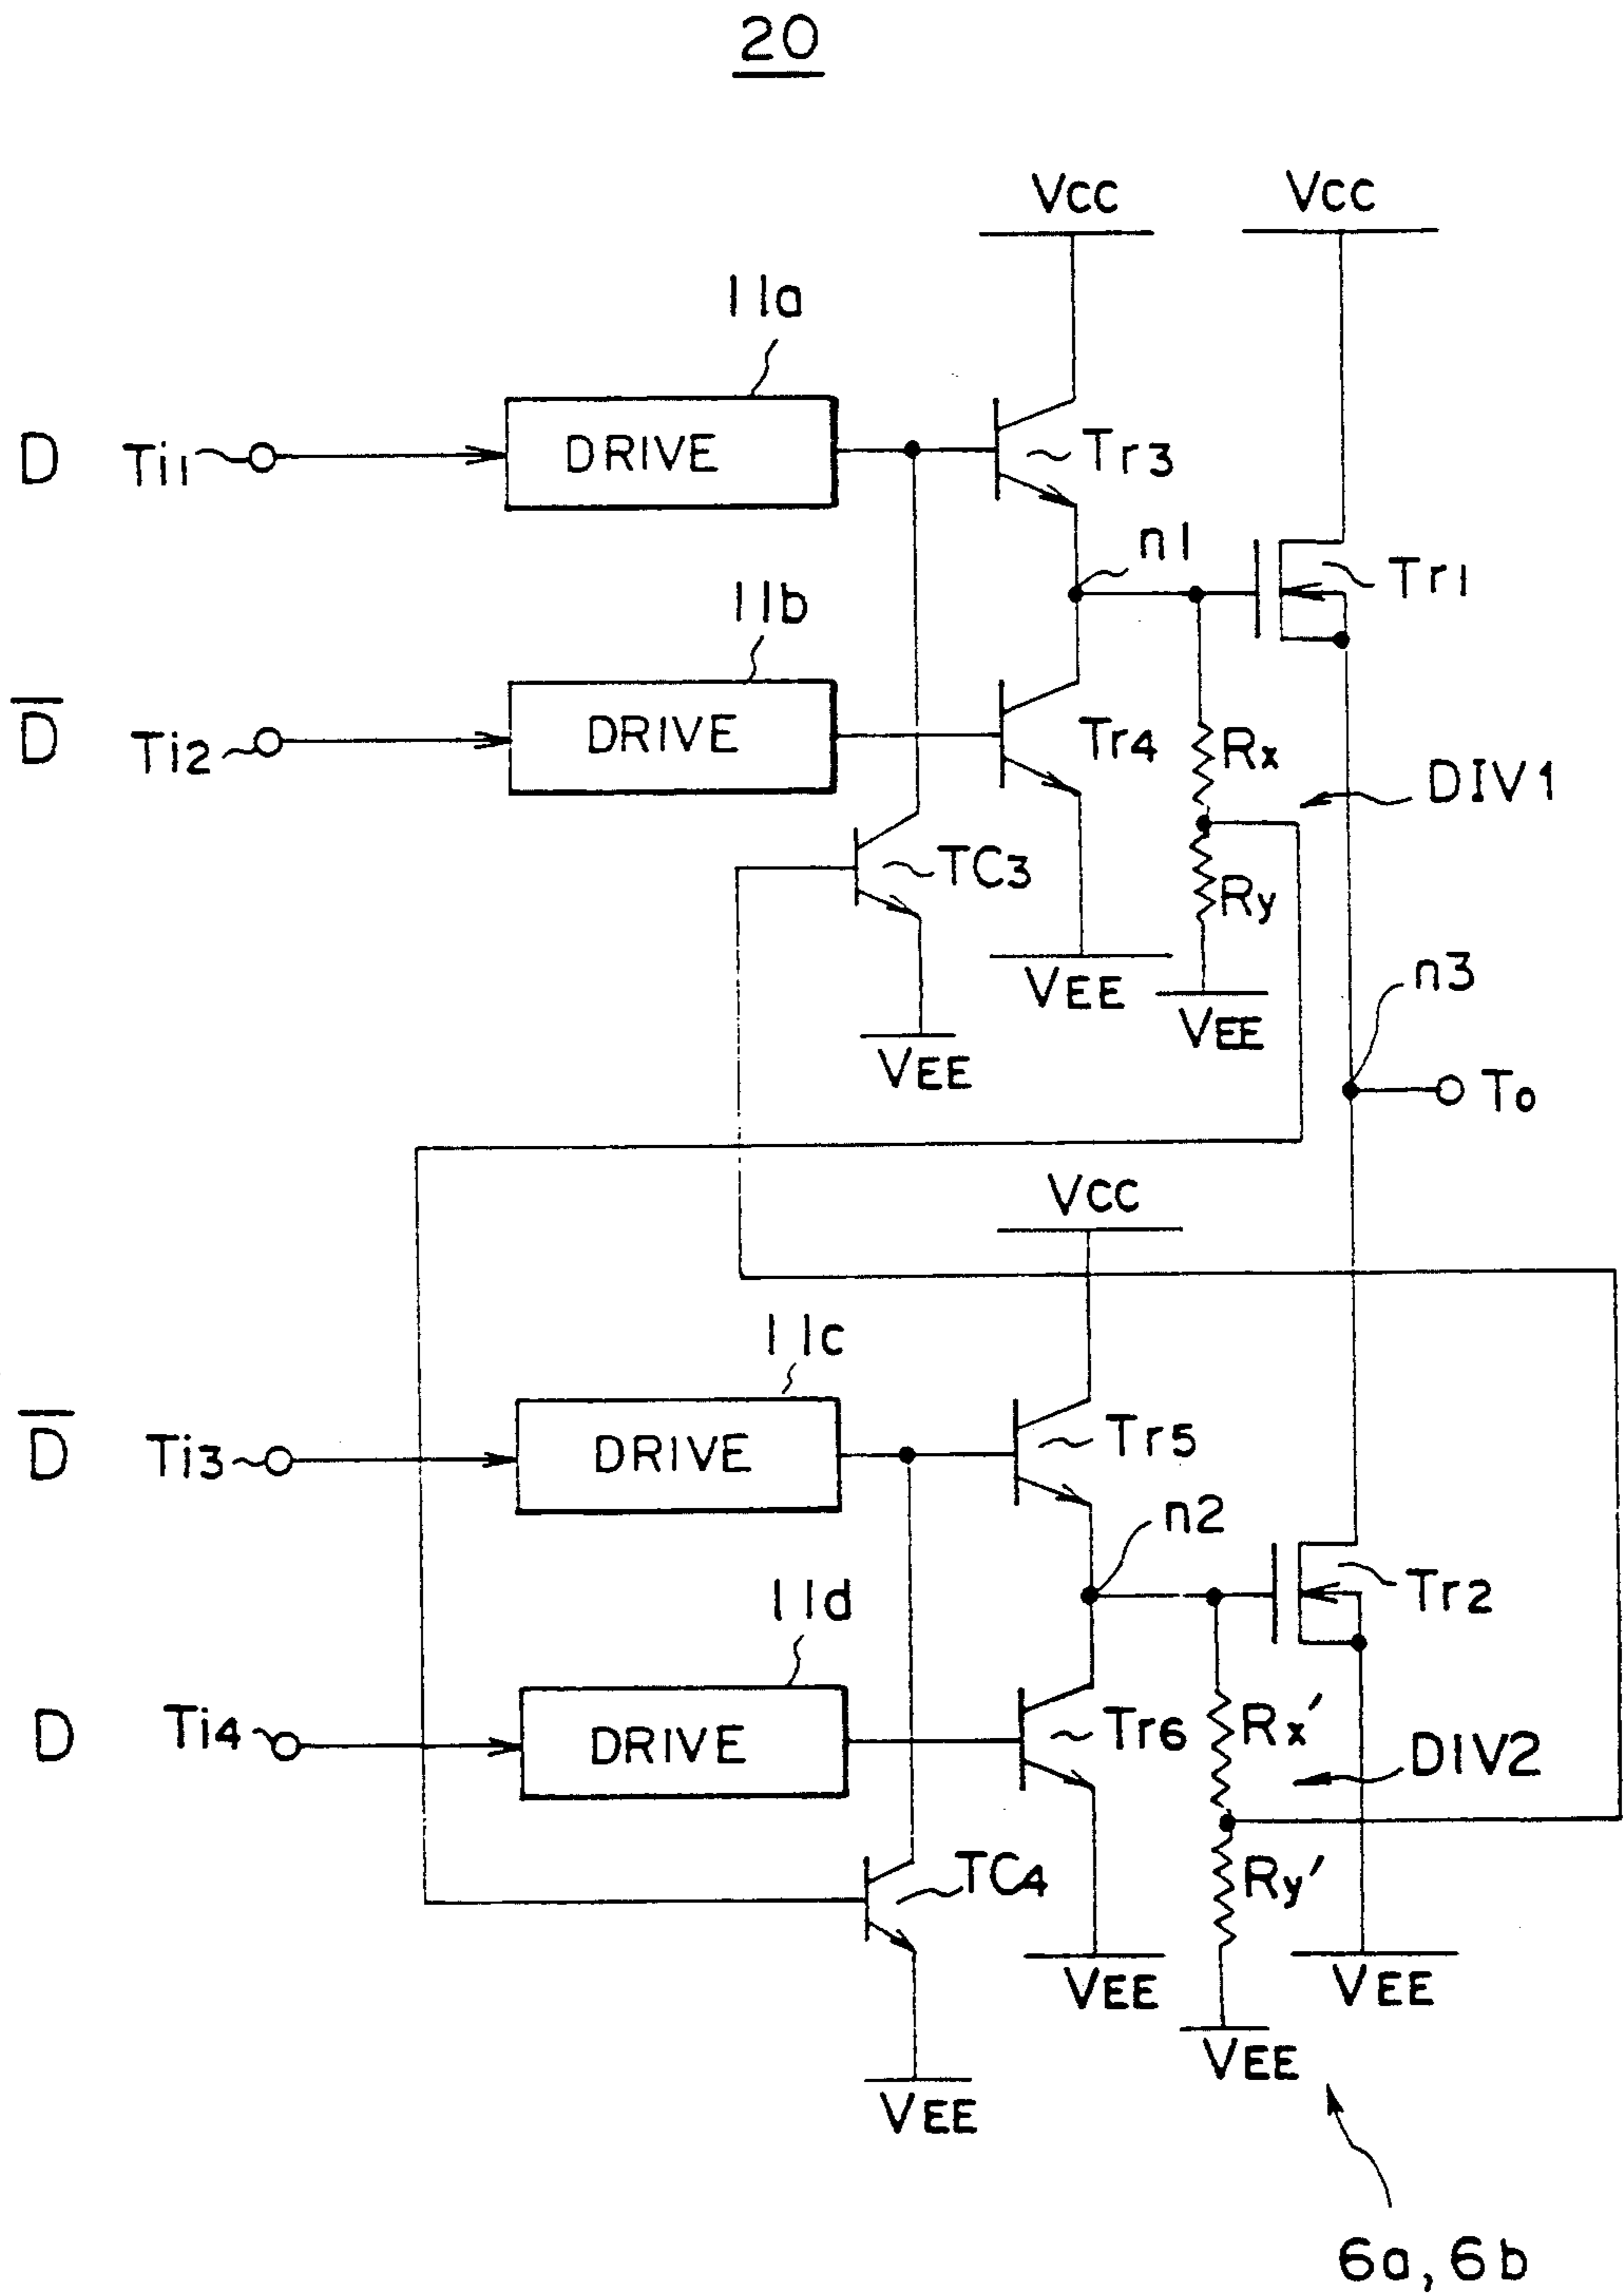 20
VCC VCC
11a
D Ti1 DRIVE Tr3
n1 Tr1
11b
D̅ Ti2 DRIVE Tr4 Rx
DIV1
TC3 Ry
VEE VEE n3
VEE
To
VCC
11c
D̅ Ti3 DRIVE Tr5
n2
11d Tr2
D Ti4 DRIVE Tr6 Rx′
DIV2
TC4 Ry′
VEE VEE
VEE
VEE
6a, 6b